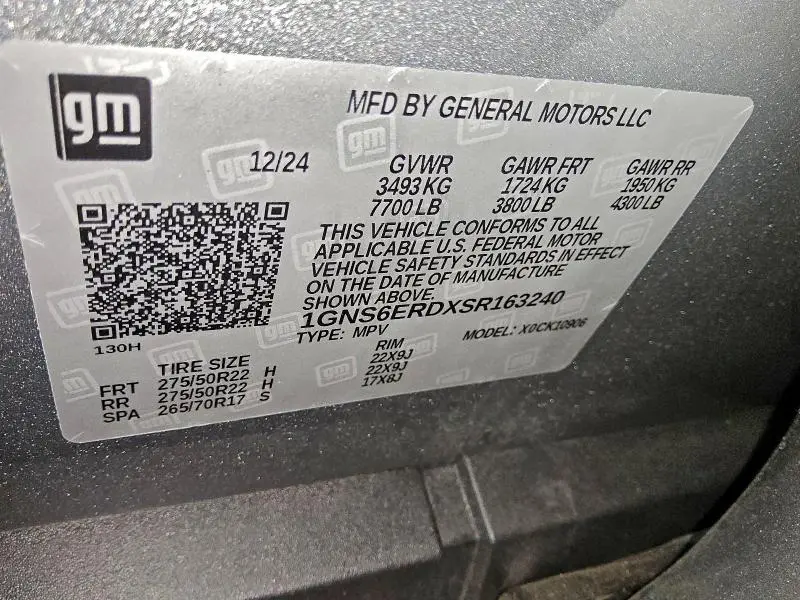 gm
MFD BY GENERAL MOTORS LLC
12/24 GVWR GAWR FRT GAWR RR
3493 KG 1724 KG 1950 KG
7700 LB 3800 LB 4300 LB
THIS VEHICLE CONFORMS TO ALL
APPLICABLE U.S. FEDERAL MOTOR
VEHICLE SAFETY STANDARDS IN EFFECT
ON THE DATE OF MANUFACTURE
SHOWN ABOVE.
1GNS6ERDXSR163240
TYPE: MPV MODEL: X0CK10906
130H
TIRE SIZE RIM
FRT 275/50R22 H 22X9J
RR 275/50R22 H 22X9J
SPA 265/70R17 S 17X8J